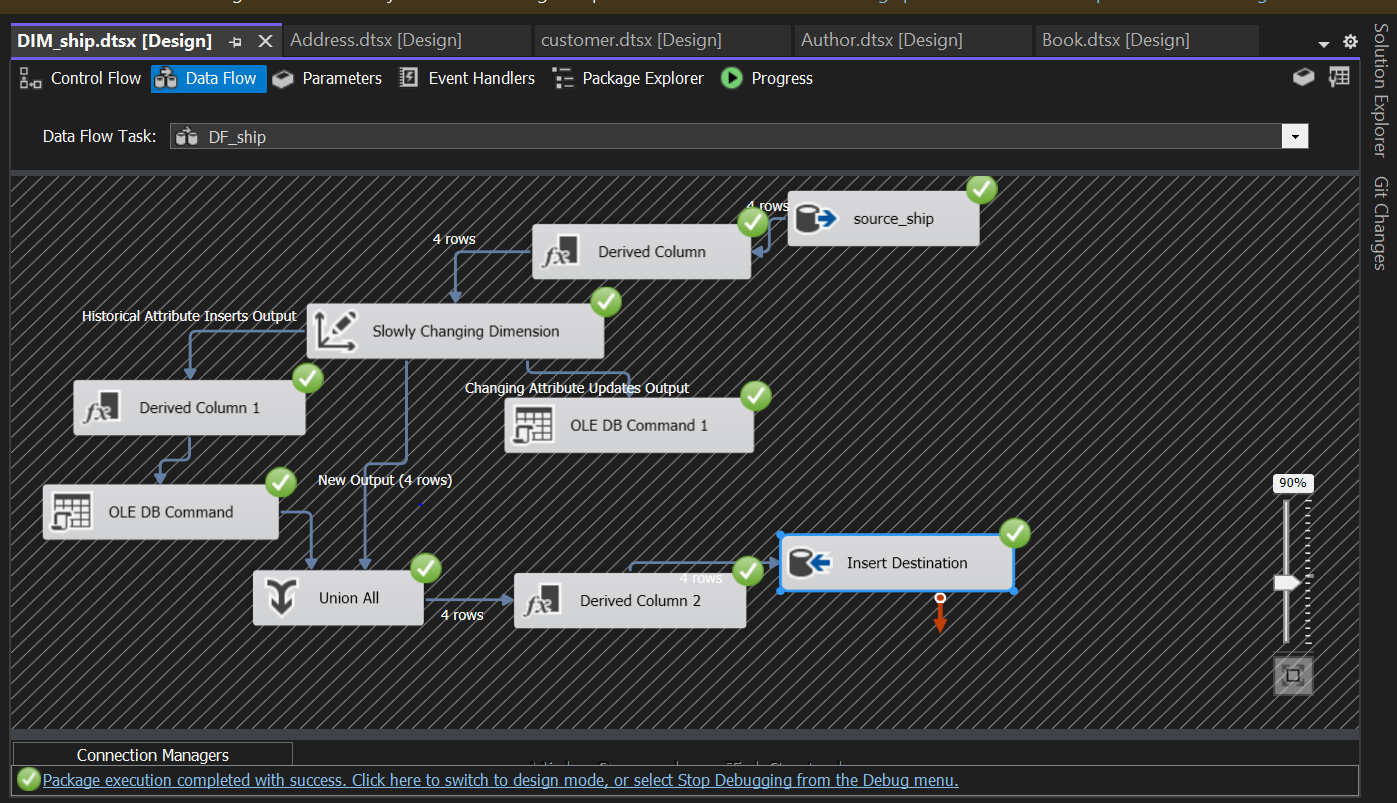 DIM_ship.dtsx [Design]
Address.dtsx [Design]
customer.dtsx [Design]
Author.dtsx [Design]
Book.dtsx [Design]
Solution Explorer
Git Changes
Control Flow
Data Flow
Parameters
Event Handlers
Package Explorer
Progress
Data Flow Task:
DF_ship
4 rows
source_ship
4 rows
Derived Column
Historical Attribute Inserts Output
Slowly Changing Dimension
Changing Attribute Updates Output
Derived Column 1
OLE DB Command 1
New Output (4 rows)
90%
OLE DB Command
Insert Destination
4 rows
Union All
Derived Column 2
4 rows
Connection Managers
Package execution completed with success. Click here to switch to design mode, or select Stop Debugging from the Debug menu.